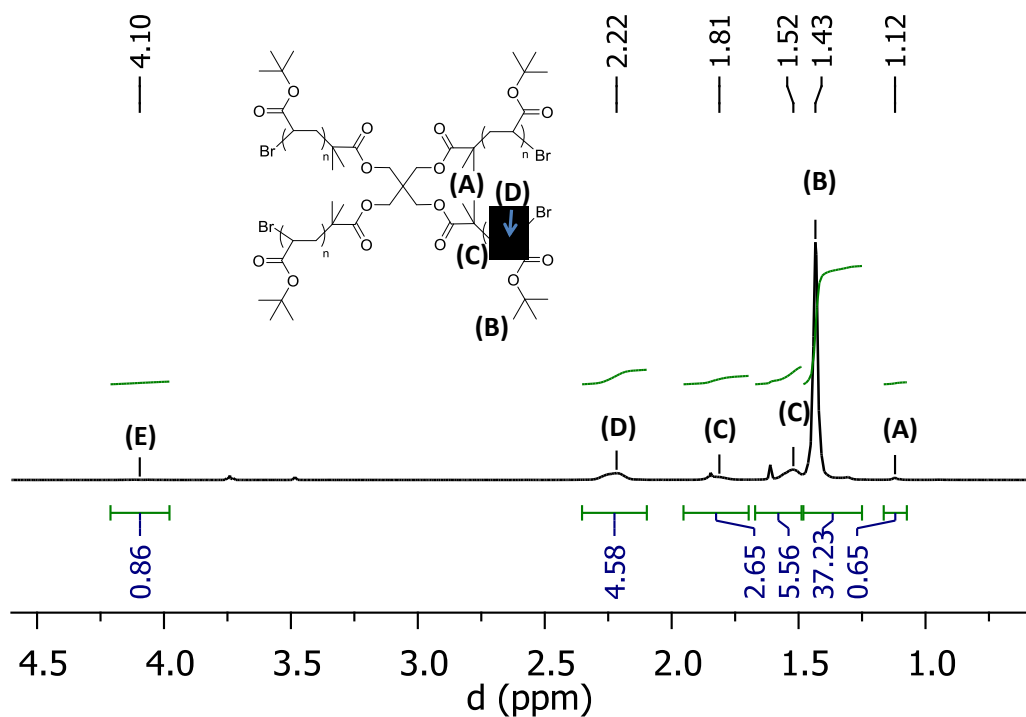 4.10
2.22
1.81
1.52
1.43
1.12
O
O
Br
n
O
O
O
O
Br
n
O
O
O
O
Br
n
O
O
O
O
Br
O
O
(A)
(D)
(C)
(B)
(B)
(E)
(D)
(C)
(C)
(A)
0.86
4.58
2.65
5.56
37.23
0.65
4.5 4.0 3.5 3.0 2.5 2.0 1.5 1.0
d (ppm)